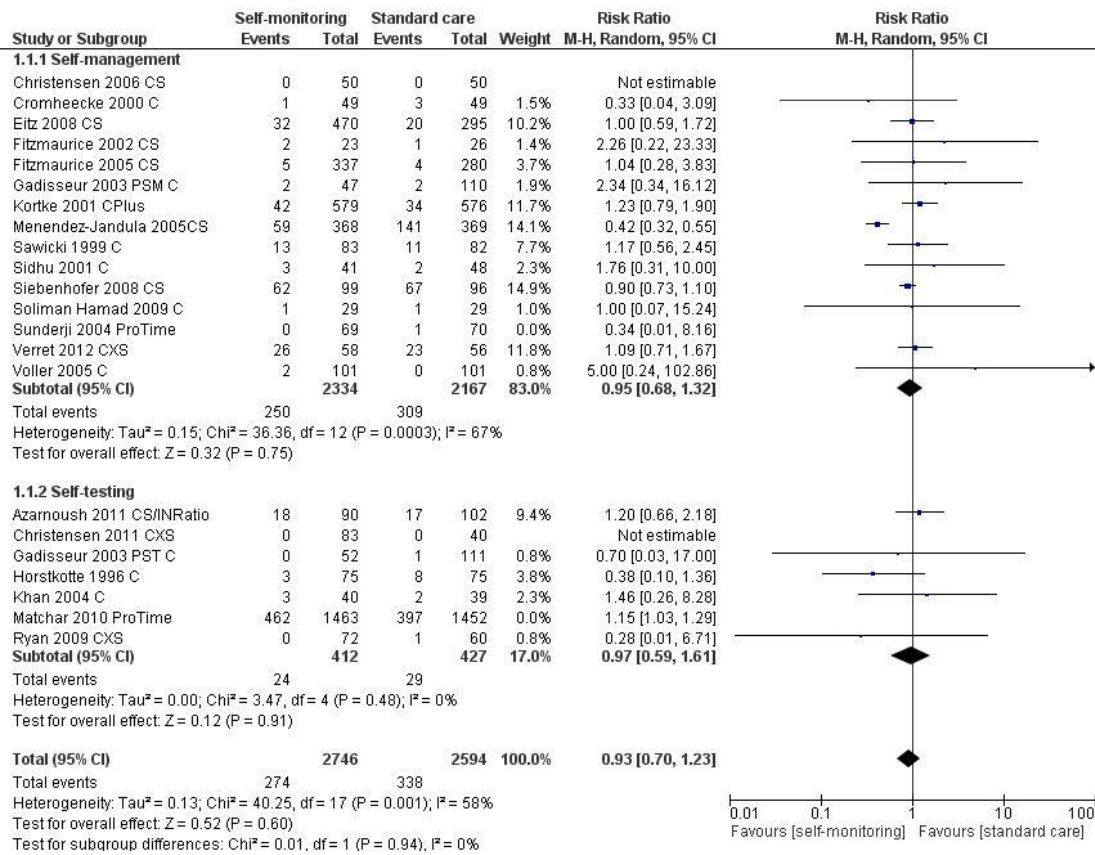 Self-monitoring Standard care Risk Ratio Risk Ratio
Study or Subgroup Events Total Events Total Weight M-H, Random, 95% CI M-H, Random, 95% CI
1.1.1 Self-management
Christensen 2006 CS 0 50 0 50 Not estimable
Cromheecke 2000 C 1 49 3 49 1.5% 0.33 [0.04, 3.09]
Eitz 2008 CS 32 470 20 295 10.2% 1.00 [0.59, 1.72]
Fitzmaurice 2002 CS 2 23 1 26 1.4% 2.26 [0.22, 23.33]
Fitzmaurice 2005 CS 5 337 4 280 3.7% 1.04 [0.28, 3.83]
Gadisseur 2003 PSM C 2 47 2 110 1.9% 2.34 [0.34, 16.12]
Kortke 2001 CPlus 42 579 34 576 11.7% 1.23 [0.79, 1.90]
Menendez-Jandula 2005CS 59 368 141 369 14.1% 0.42 [0.32, 0.55]
Sawicki 1999 C 13 83 11 82 7.7% 1.17 [0.56, 2.45]
Sidhu 2001 C 3 41 2 48 2.3% 1.76 [0.31, 10.00]
Siebenhofer 2008 CS 62 99 67 96 14.9% 0.90 [0.73, 1.10]
Soliman Hamad 2009 C 1 29 1 29 1.0% 1.00 [0.07, 15.24]
Sunderji 2004 ProTime 0 69 1 70 0.0% 0.34 [0.01, 8.16]
Verret 2012 CXS 26 58 23 56 11.8% 1.09 [0.71, 1.67]
Voller 2005 C 2 101 0 101 0.8% 5.00 [0.24, 102.86]
Subtotal (95% CI) 2334 2167 83.0% 0.95 [0.68, 1.32]
Total events 250 309
Heterogeneity: Tau² = 0.15; Chi² = 36.36, df = 12 (P = 0.0003); I² = 67%
Test for overall effect: Z = 0.32 (P = 0.75)
1.1.2 Self-testing
Azarnoush 2011 CS/INRatio 18 90 17 102 9.4% 1.20 [0.66, 2.18]
Christensen 2011 CXS 0 83 0 40 Not estimable
Gadisseur 2003 PST C 0 52 1 111 0.8% 0.70 [0.03, 17.00]
Horstkotte 1996 C 3 75 8 75 3.8% 0.38 [0.10, 1.36]
Khan 2004 C 3 40 2 39 2.3% 1.46 [0.26, 8.28]
Matchar 2010 ProTime 462 1463 397 1452 0.0% 1.15 [1.03, 1.29]
Ryan 2009 CXS 0 72 1 60 0.8% 0.28 [0.01, 6.71]
Subtotal (95% CI) 412 427 17.0% 0.97 [0.59, 1.61]
Total events 24 29
Heterogeneity: Tau² = 0.00; Chi² = 3.47, df = 4 (P = 0.48); I² = 0%
Test for overall effect: Z = 0.12 (P = 0.91)
Total (95% CI) 2746 2594 100.0% 0.93 [0.70, 1.23]
Total events 274 338
Heterogeneity: Tau² = 0.13; Chi² = 40.25, df = 17 (P = 0.001); I² = 58%
Test for overall effect: Z = 0.52 (P = 0.60)
Test for subgroup differences: Chi² = 0.01, df = 1 (P = 0.94), I² = 0%
0.01 0.1 1 10 100
Favours [self-monitoring] Favours [standard care]